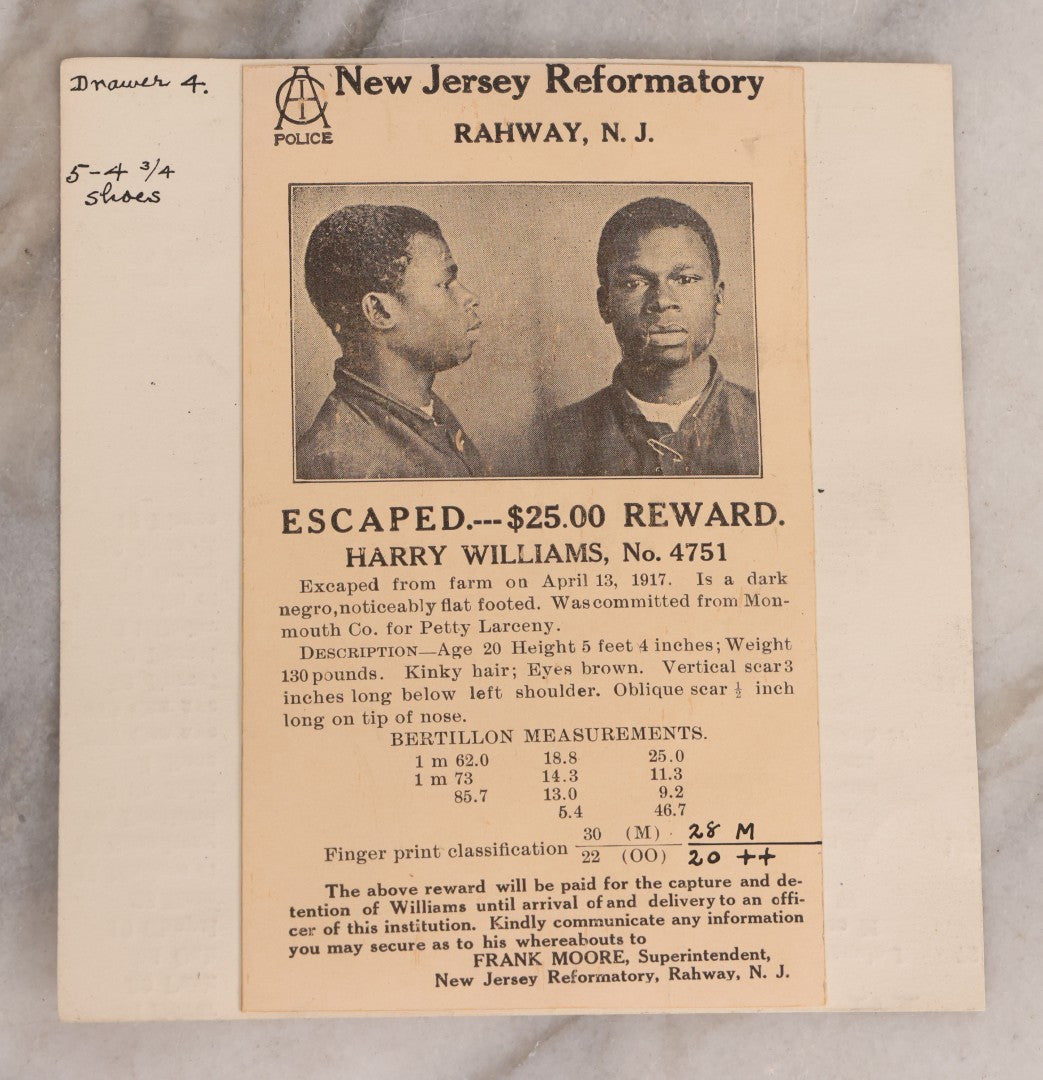 Drawer 4.
5-4 3/4
shoes
POLICE
New Jersey Reformatory
RAHWAY, N. J.
ESCAPED.---$25.00 REWARD.
HARRY WILLIAMS, No. 4751
Excaped from farm on April 13, 1917. Is a dark
negro,noticeably flat footed. Was committed from Mon-
mouth Co. for Petty Larceny.
DESCRIPTION—Age 20 Height 5 feet 4 inches; Weight
130 pounds. Kinky hair; Eyes brown. Vertical scar 3
inches long below left shoulder. Oblique scar ½ inch
long on tip of nose.
BERTILLON MEASUREMENTS.
1 m 62.0 18.8 25.0
1 m 73 14.3 11.3
85.7 13.0 9.2
5.4 46.7
30 (M) 28 M
Finger print classification
22 (OO) 20 ++
The above reward will be paid for the capture and de-
tention of Williams until arrival of and delivery to an offi-
cer of this institution. Kindly communicate any information
you may secure as to his whereabouts to
FRANK MOORE, Superintendent,
New Jersey Reformatory, Rahway, N. J.